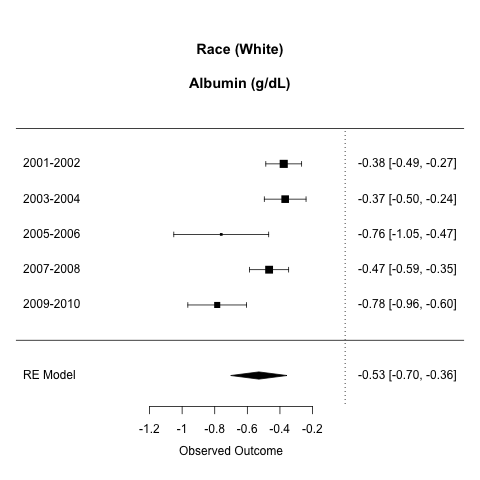 Race (White)
Albumin (g/dL)
2001-2002 -0.38 [-0.49, -0.27]
2003-2004 -0.37 [-0.50, -0.24]
2005-2006 -0.76 [-1.05, -0.47]
2007-2008 -0.47 [-0.59, -0.35]
2009-2010 -0.78 [-0.96, -0.60]
RE Model -0.53 [-0.70, -0.36]
-1.2 -1 -0.8 -0.6 -0.4 -0.2
Observed Outcome